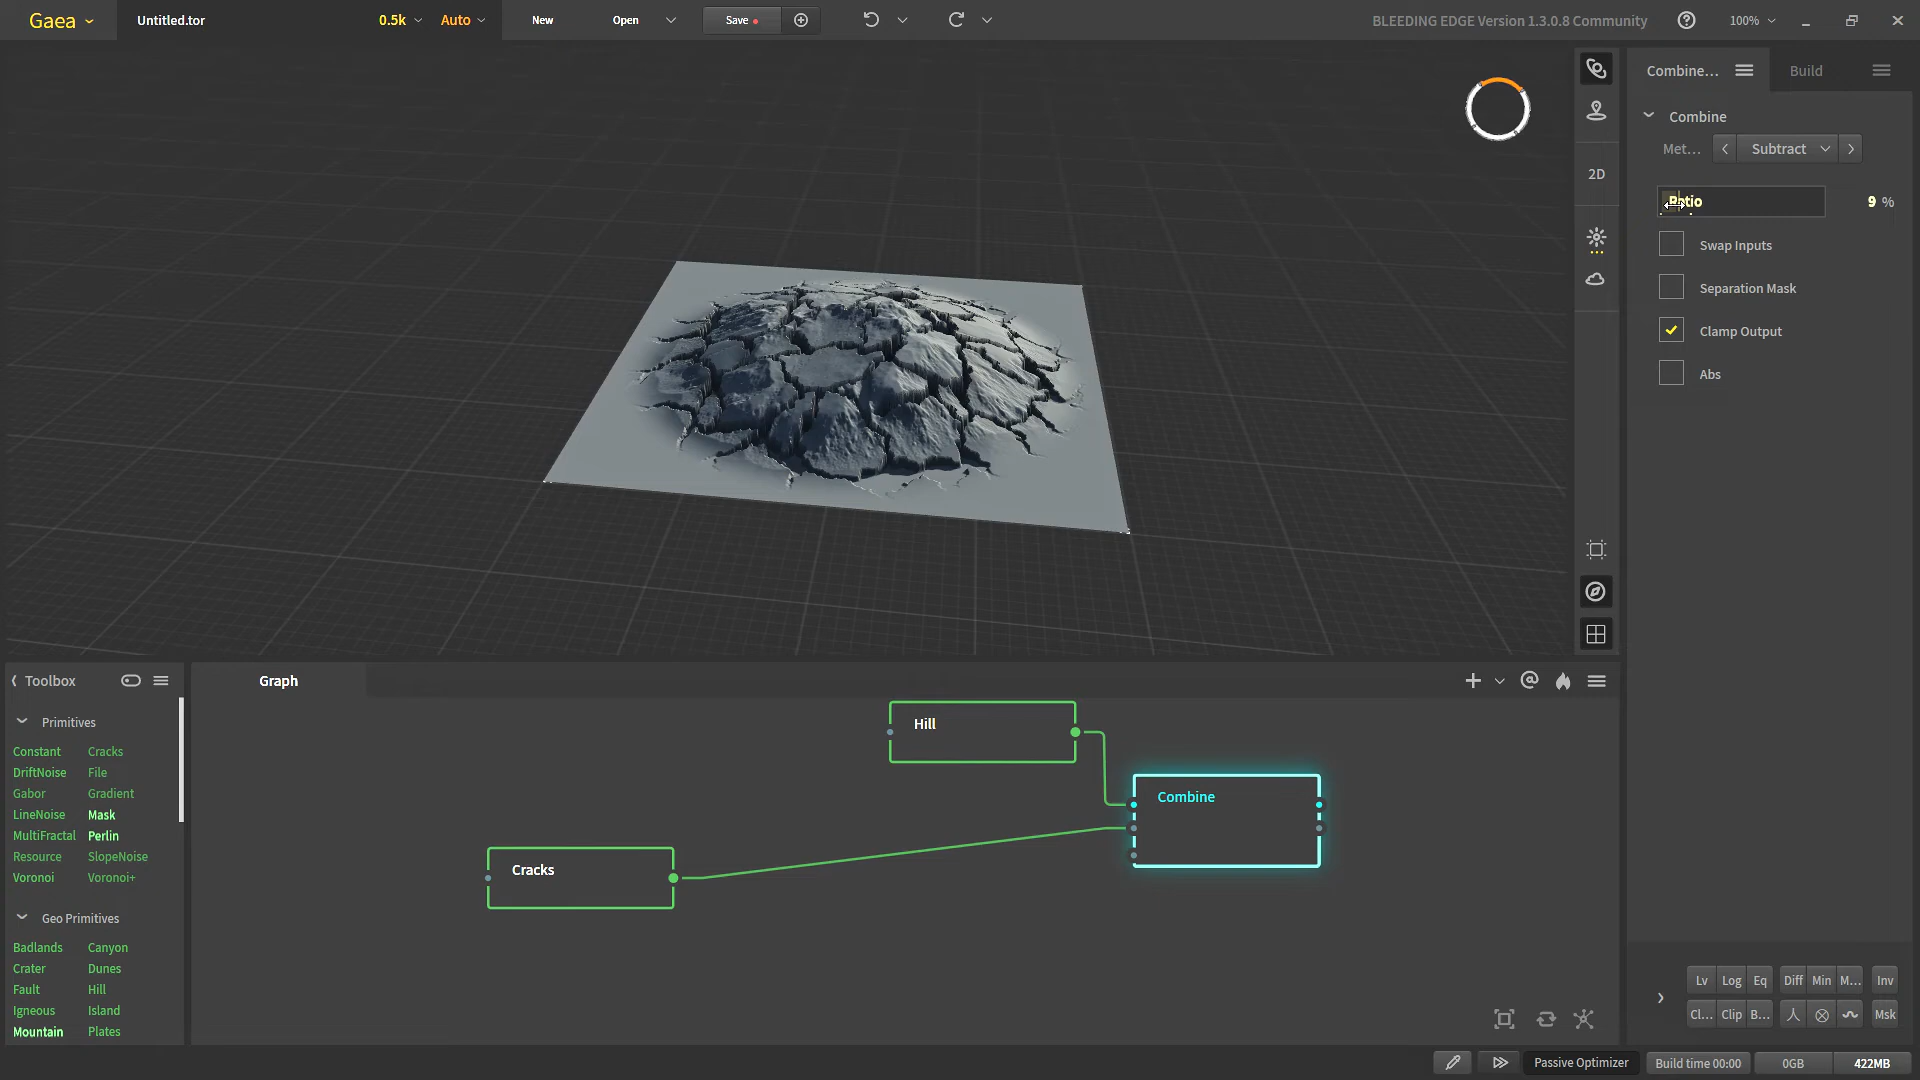 Gaea
Untitled.tor
0.5k
Auto
New
Open
Save
BLEEDING EDGE Version 1.3.0.8 Community
100%
Combine...
Build
Combine
Met...
Subtract
Ratio
9 %
2D
Swap Inputs
Separation Mask
Clamp Output
Abs
Toolbox
Graph
Primitives
Constant Cracks
DriftNoise File
Gabor Gradient
LineNoise Mask
MultiFractal Perlin
Resource SlopeNoise
Voronoi Voronoi+
Geo Primitives
Badlands Canyon
Crater Dunes
Fault Hill
Igneous Island
Mountain Plates
Hill
Combine
Cracks
Lv Log Eq Diff Min M... Inv
Cl... Clip B... Msk
Passive Optimizer
Build time 00:00
0GB
422MB